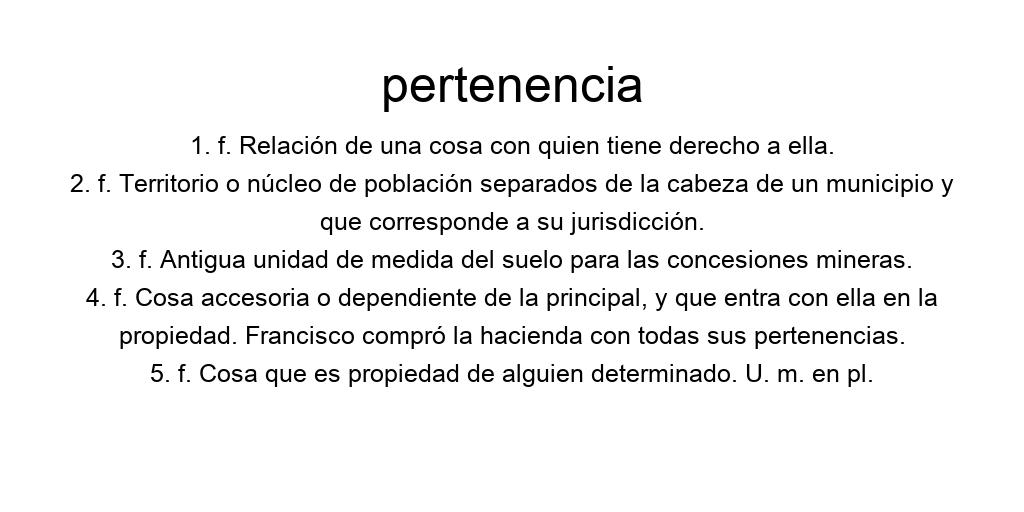 pertenencia
1. f. Relación de una cosa con quien tiene derecho a ella.
2. f. Territorio o núcleo de población separados de la cabeza de un municipio y
que corresponde a su jurisdicción.
3. f. Antigua unidad de medida del suelo para las concesiones mineras.
4. f. Cosa accesoria o dependiente de la principal, y que entra con ella en la
propiedad. Francisco compró la hacienda con todas sus pertenencias.
5. f. Cosa que es propiedad de alguien determinado. U. m. en pl.